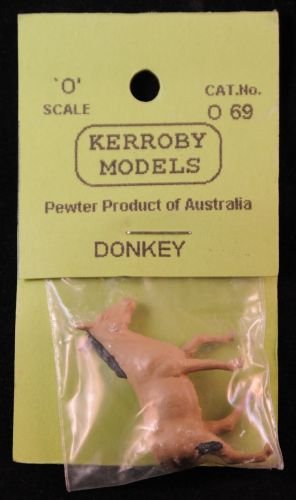 'O'
SCALE
CAT.No.
O 69
KERROBY
MODELS
Pewter Product of Australia
DONKEY